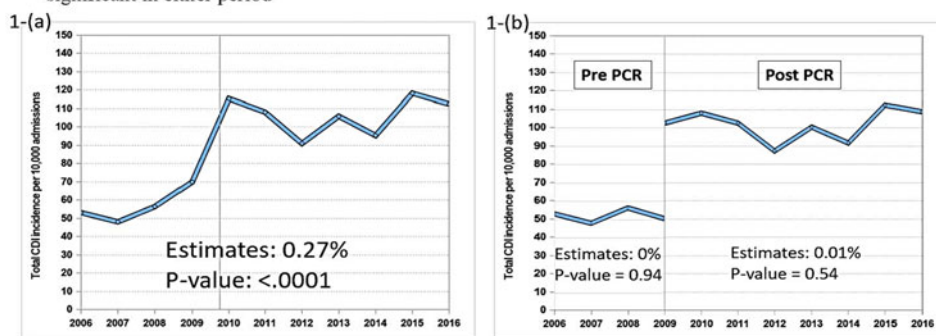 significant in either period
1-(a)
Total CDI incidence per 10,000 admissions
150
140
130
120
110
100
90
80
70
60
50
40
30
20
10
0
Estimates: 0.27%
P-value: <.0001
2006 2007 2008 2009 2010 2011 2012 2013 2014 2015 2016
1-(b)
Total CDI incidence per 10,000 admissions
150
140
130
120
110
100
90
80
70
60
50
40
30
20
10
0
Pre PCR
Post PCR
Estimates: 0%
P-value = 0.94
Estimates: 0.01%
P-value = 0.54
2006 2007 2008 2009 2010 2011 2012 2013 2014 2015 2016